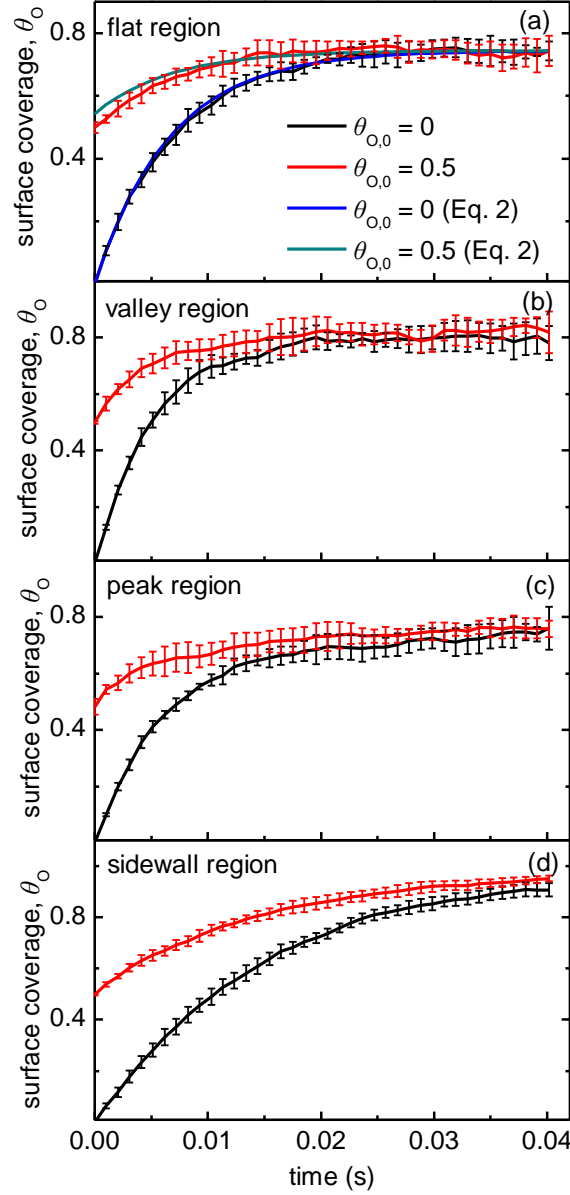 flat region
(a)
0.8
0.4
surface coverage, θO
θO,0 = 0
θO,0 = 0.5
θO,0 = 0 (Eq. 2)
θO,0 = 0.5 (Eq. 2)
valley region
(b)
0.8
0.4
surface coverage, θO
peak region
(c)
0.8
0.4
surface coverage, θO
sidewall region
(d)
0.8
0.4
surface coverage, θO
0.00 0.01 0.02 0.03 0.04
time (s)